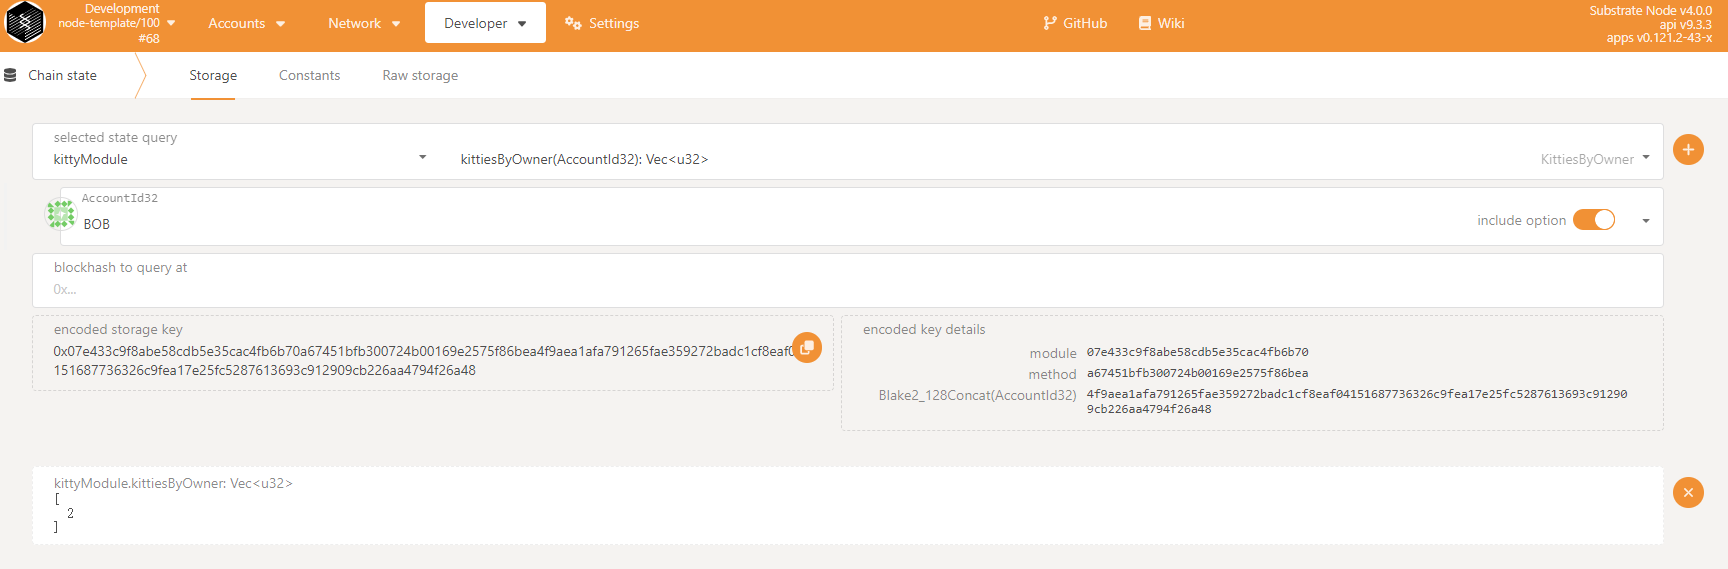 Development
node-template/100
#68
Accounts
Network
Developer
Settings
GitHub
Wiki
Substrate Node v4.0.0
api v9.3.3
apps v0.121.2-43-x
Chain state
Storage
Constants
Raw storage
selected state query
kittyModule
kittiesByOwner(AccountId32): Vec<u32>
KittiesByOwner
AccountId32
BOB
include option
blockhash to query at
0x...
encoded storage key
0x07e433c9f8abe58cdb5e35cac4fb6b70a67451bfb300724b00169e2575f86bea4f9aea1afa791265fae359272badc1cf8eaf0
151687736326c9fea17e25fc5287613693c912909cb226aa4794f26a48
encoded key details
module 07e433c9f8abe58cdb5e35cac4fb6b70
method a67451bfb300724b00169e2575f86bea
Blake2_128Concat(AccountId32) 4f9aea1afa791265fae359272badc1cf8eaf04151687736326c9fea17e25fc5287613693c91290
9cb226aa4794f26a48
kittyModule.kittiesByOwner: Vec<u32>
[
2
]